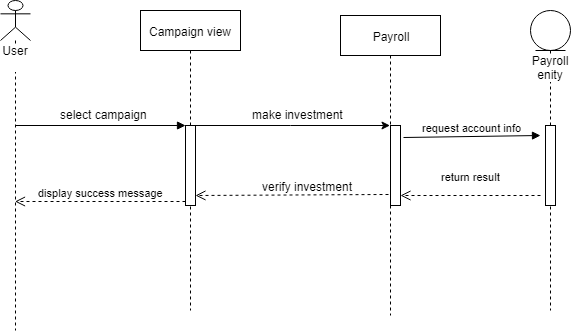 User
Campaign view
Payroll
Payroll
enity
select campaign
make investment
request account info
return result
verify investment
display success message